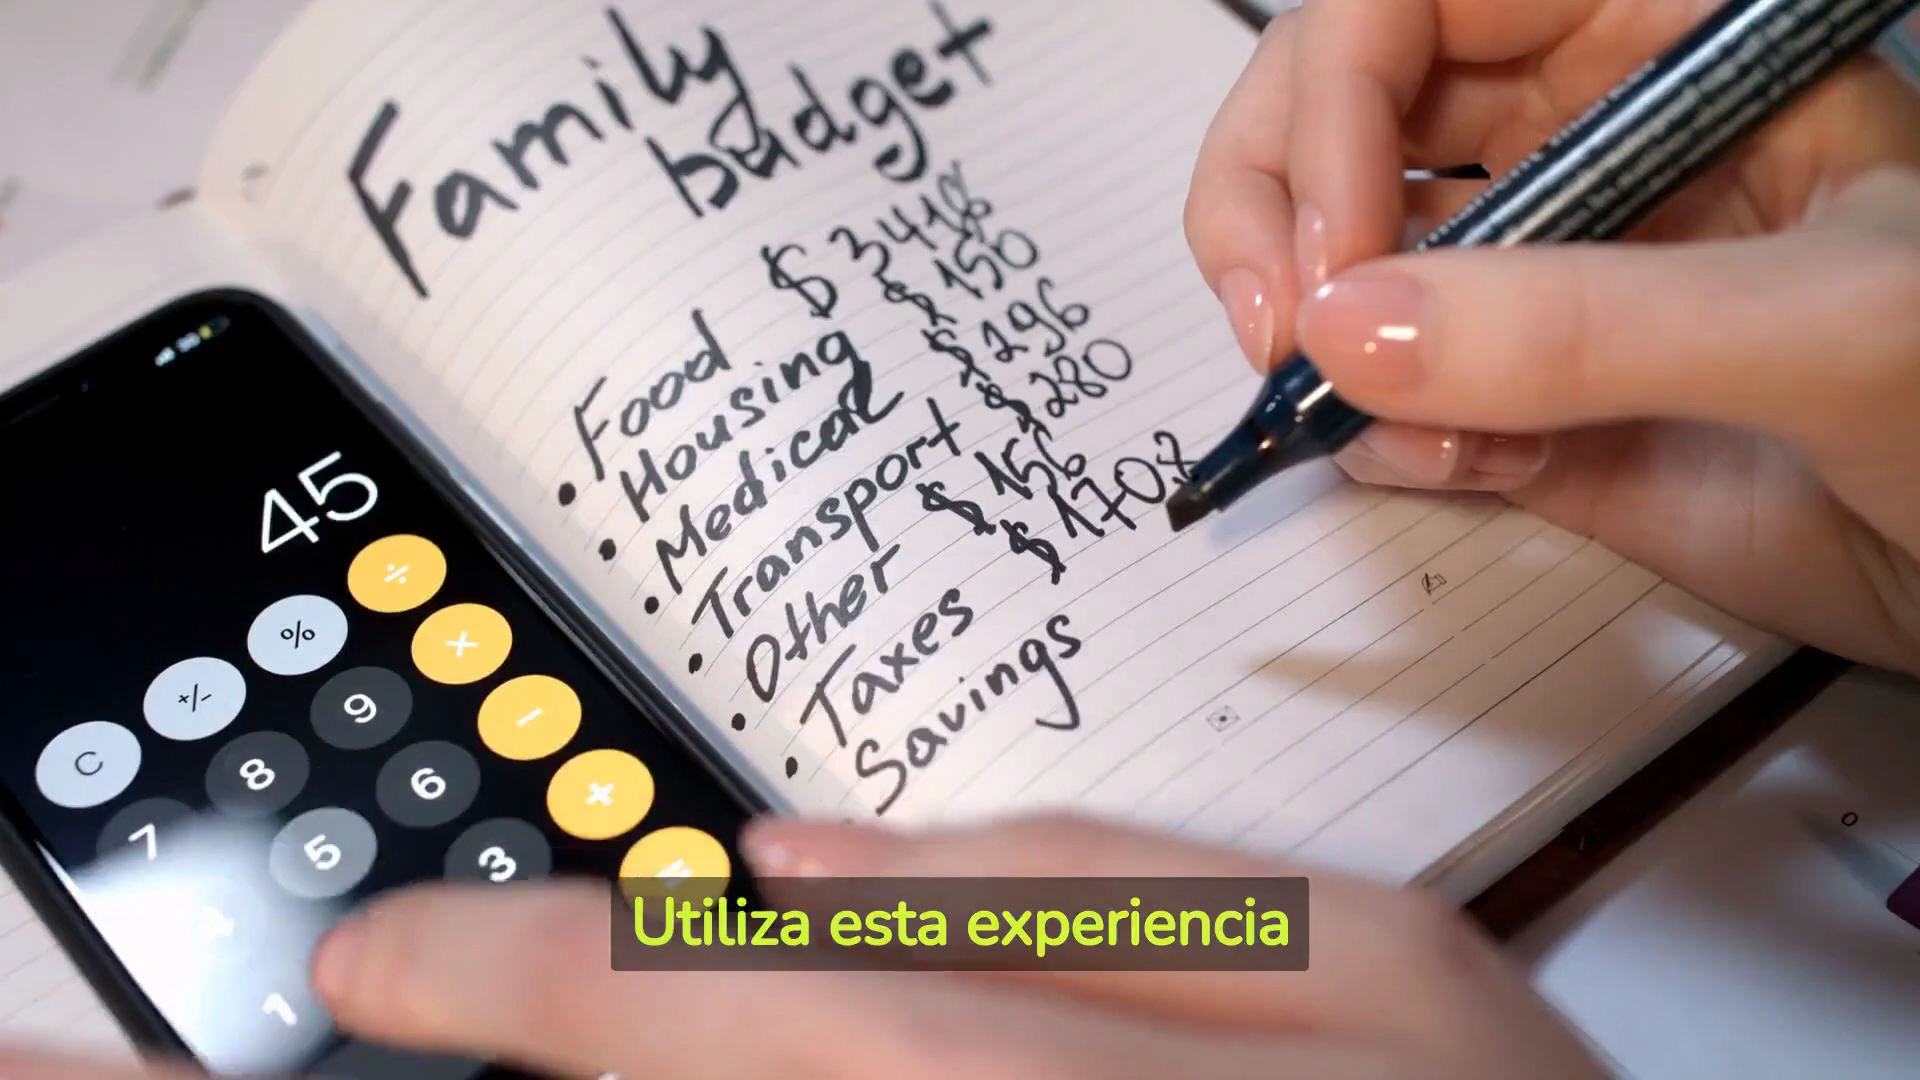 Family
budget
Food $ 3418
Housing $ 150
Medical $ 296
Transport $ 280
Other $ 156
Taxes $ 1708
Savings
45
÷
% ×
+/- 9 −
C 8 6 +
7 5 3 =
1
Utiliza esta experiencia